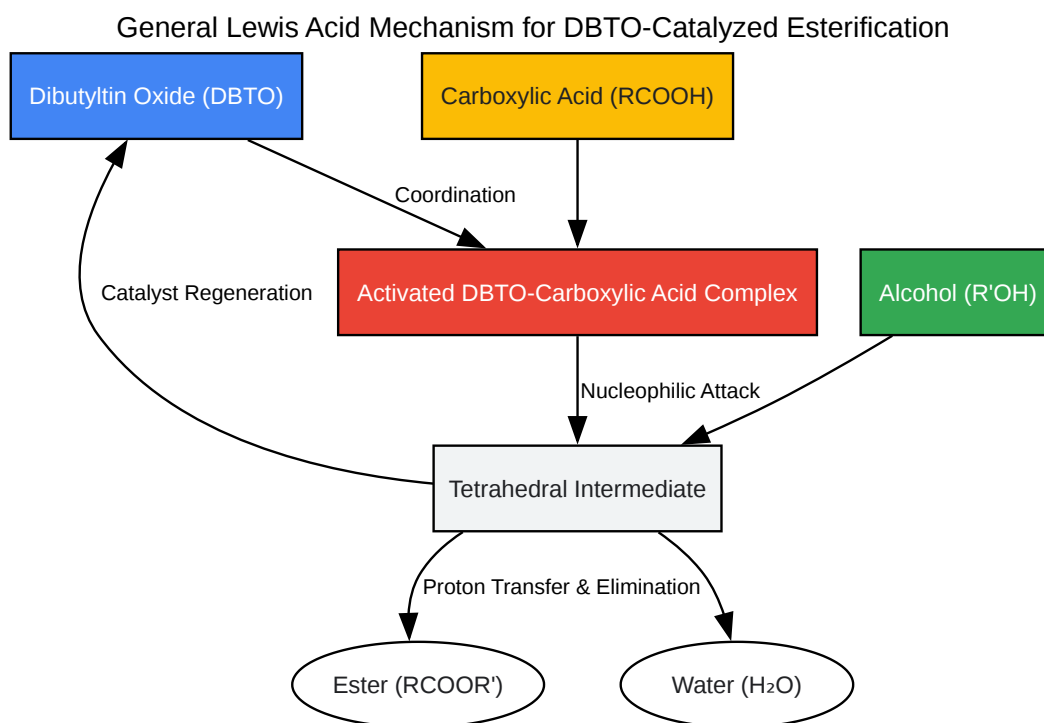 General Lewis Acid Mechanism for DBTO-Catalyzed Esterification
Dibutyltin Oxide (DBTO)
Carboxylic Acid (RCOOH)
Coordination
Activated DBTO-Carboxylic Acid Complex
Alcohol (R'OH)
Catalyst Regeneration
Nucleophilic Attack
Tetrahedral Intermediate
Proton Transfer & Elimination
Ester (RCOOR')
Water (H₂O)